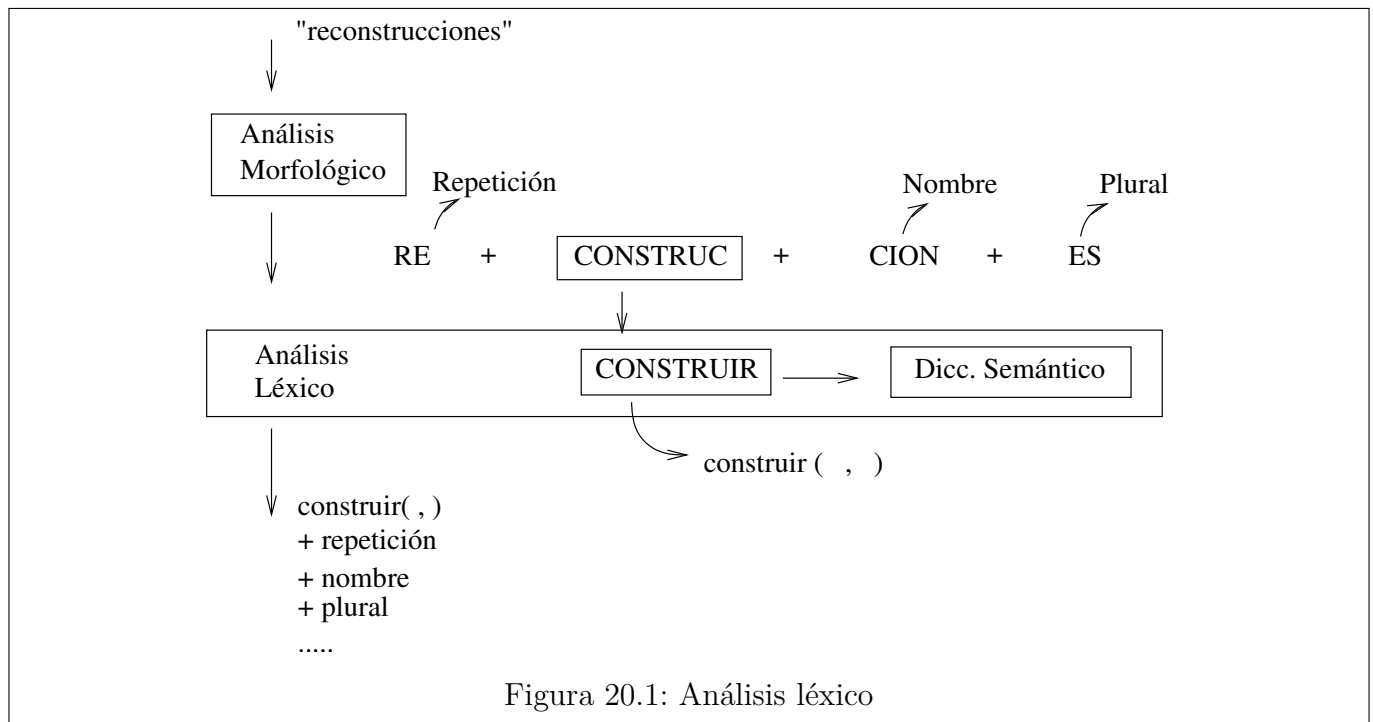 "reconstrucciones"
Análisis
Morfológico
Repetición
Nombre
Plural
RE + CONSTRUC + CION + ES
Análisis
Léxico
CONSTRUIR
Dicc. Semántico
construir ( , )
construir( , )
+ repetición
+ nombre
+ plural
.....
Figura 20.1: Análisis léxico